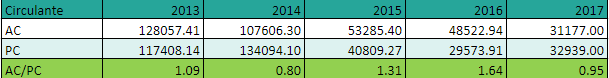 Circulante 2013 2014 2015 2016 2017
AC 128057.41 107606.30 53285.40 48522.94 31177.00
PC 117408.14 134094.10 40809.27 29573.91 32939.00
AC/PC 1.09 0.80 1.31 1.64 0.95